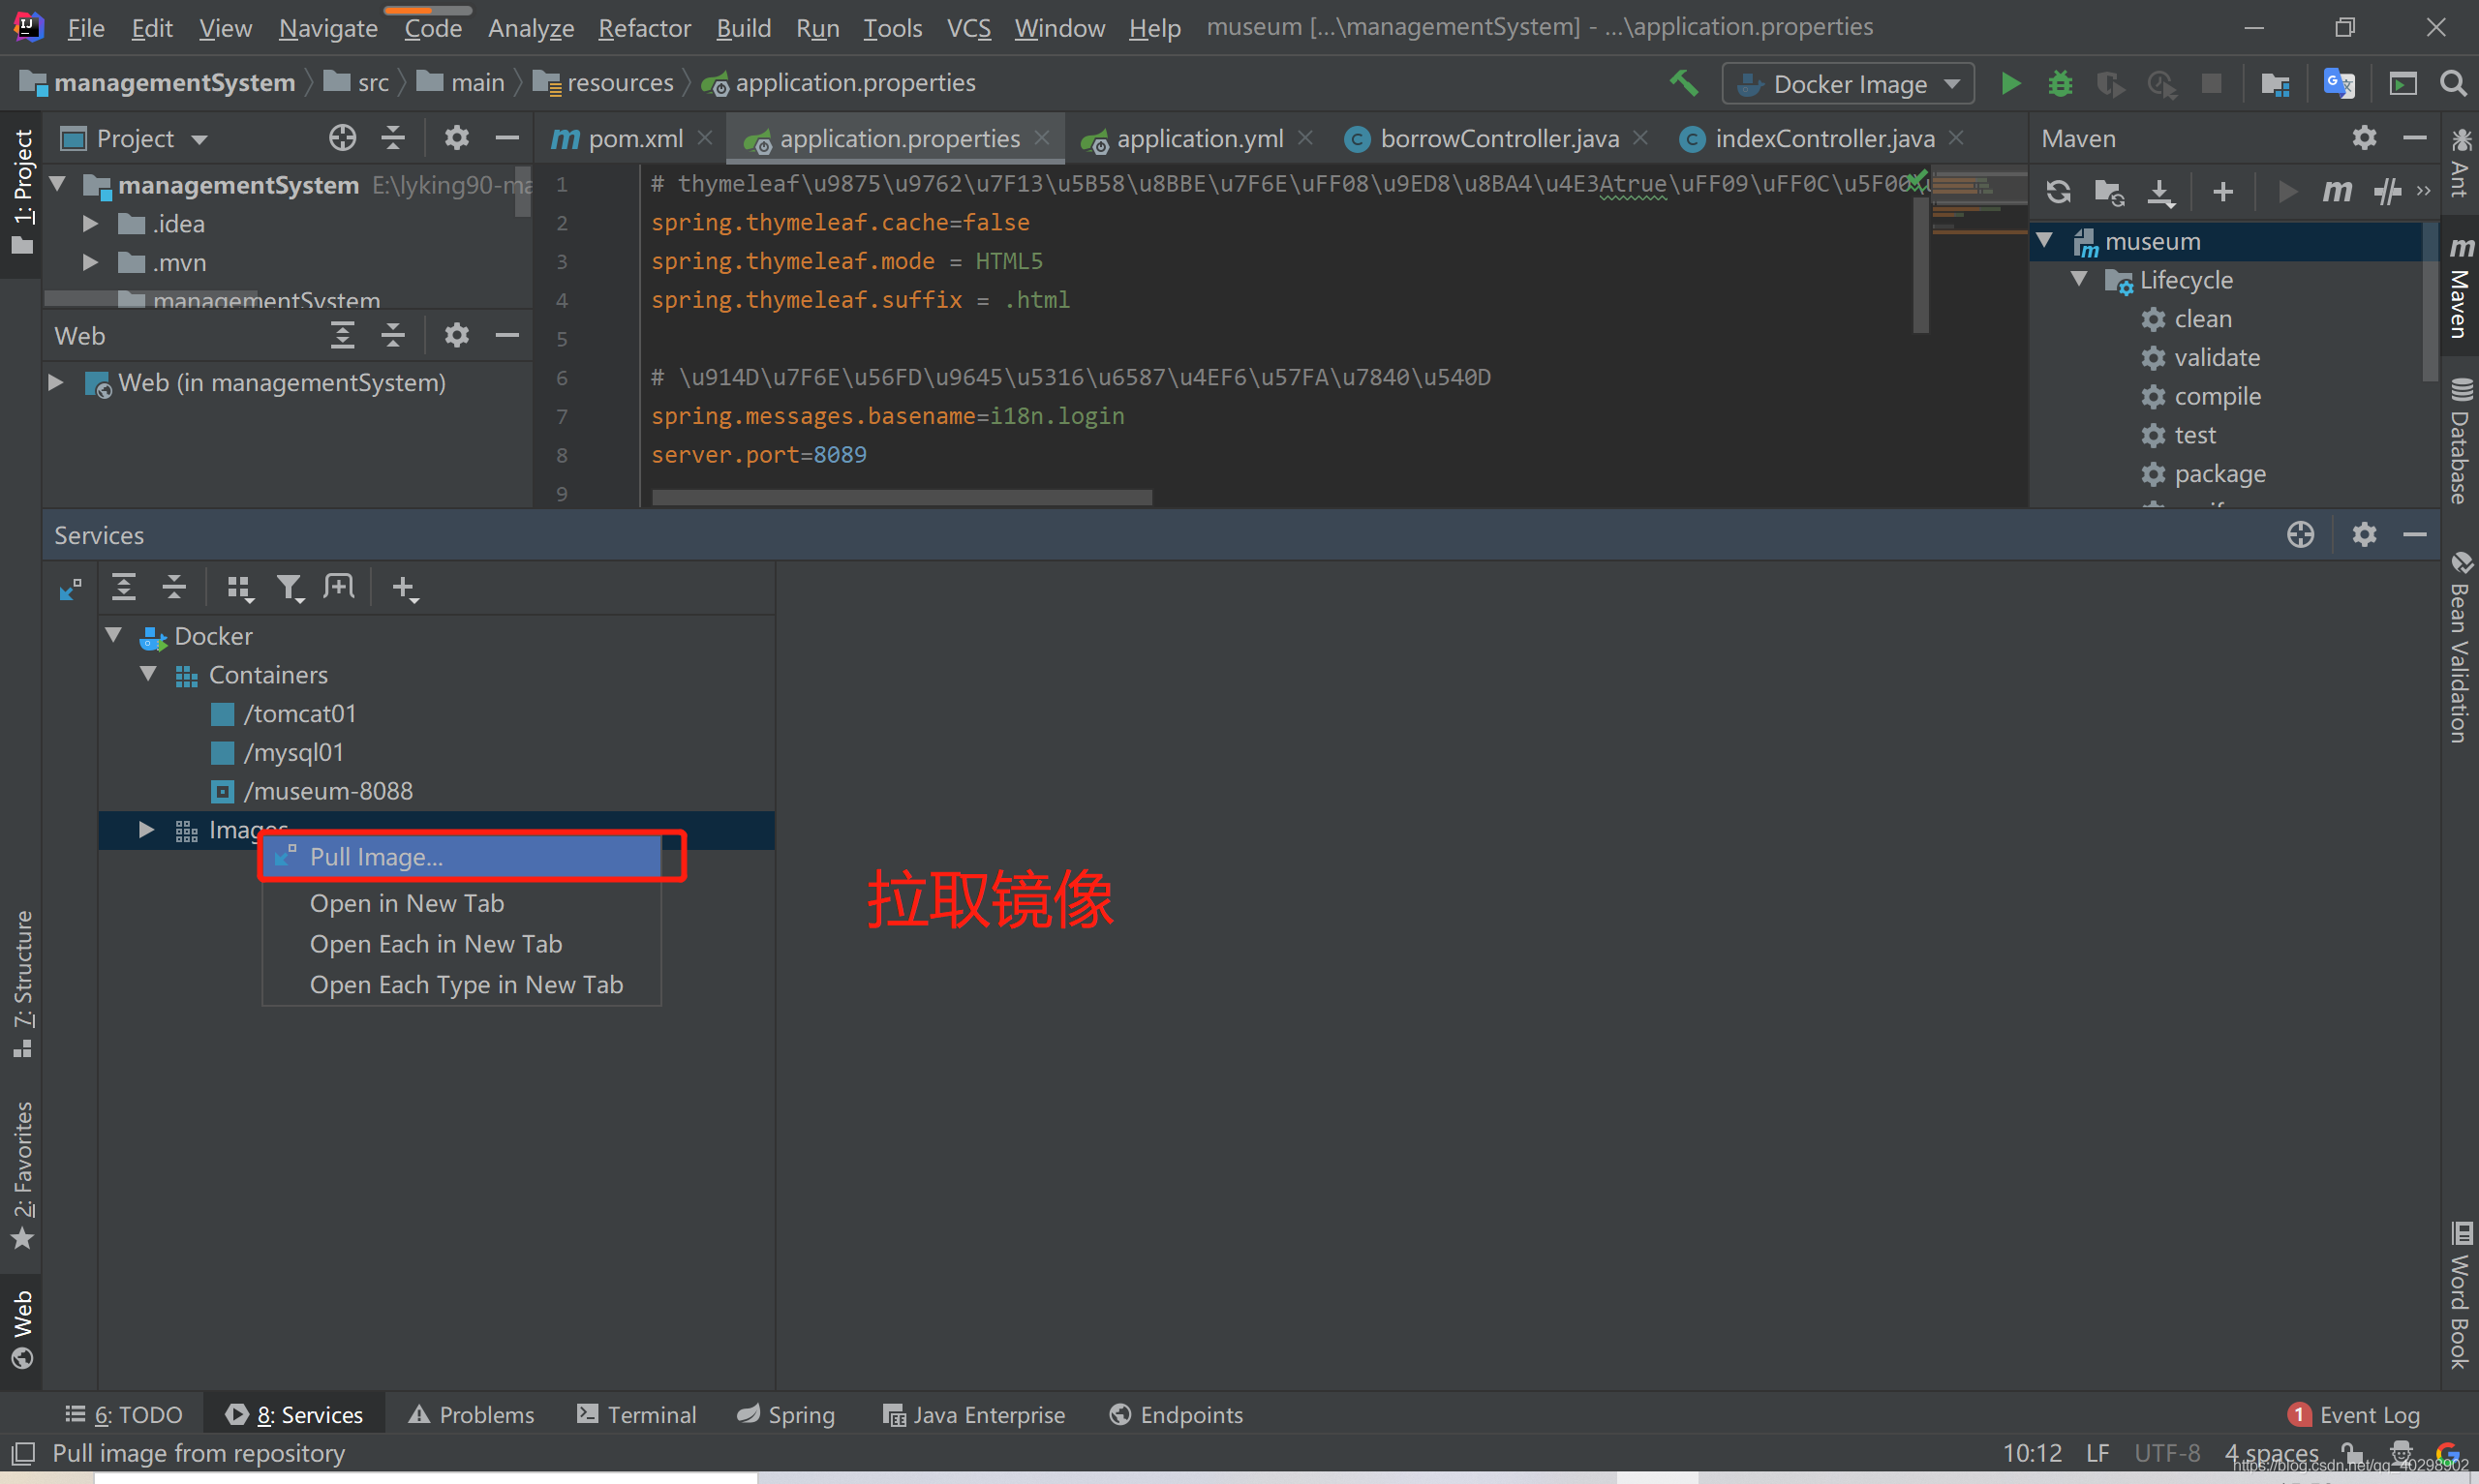 File Edit View Navigate Code Analyze Refactor Build Run Tools VCS Window Help museum [...\managementSystem] - ...\application.properties
managementSystem src main resources application.properties
Docker Image
1: Project
Project
managementSystem E:\lyking90-ma
.idea
.mvn
managementSystem
Web
Web (in managementSystem)
pom.xml application.properties application.yml borrowController.java indexController.java
1 # thymeleaf\u9875\u9762\u7F13\u5B58\u8BBE\u7F6E\uFF08\u9ED8\u8BA4\u4E3Atrue\uFF09\uFF0C\u5F00\u
2 spring.thymeleaf.cache=false
3 spring.thymeleaf.mode = HTML5
4 spring.thymeleaf.suffix = .html
5
6 # \u914D\u7F6E\u56FD\u9645\u5316\u6587\u4EF6\u57FA\u7840\u540D
7 spring.messages.basename=i18n.login
8 server.port=8089
9
Maven
museum
Lifecycle
clean
validate
compile
test
package
Ant
Maven
Database
Bean Validation
Word Book
Services
Docker
Containers
/tomcat01
/mysql01
/museum-8088
Images
Pull Image...
Open in New Tab
Open Each in New Tab
Open Each Type in New Tab
拉取镜像
7: Structure
2: Favorites
Web
6: TODO 8: Services Problems Terminal Spring Java Enterprise Endpoints 1 Event Log
Pull image from repository 10:12 LF UTF-8 4 spaces
https://blog.csdn.net/qq_40298902